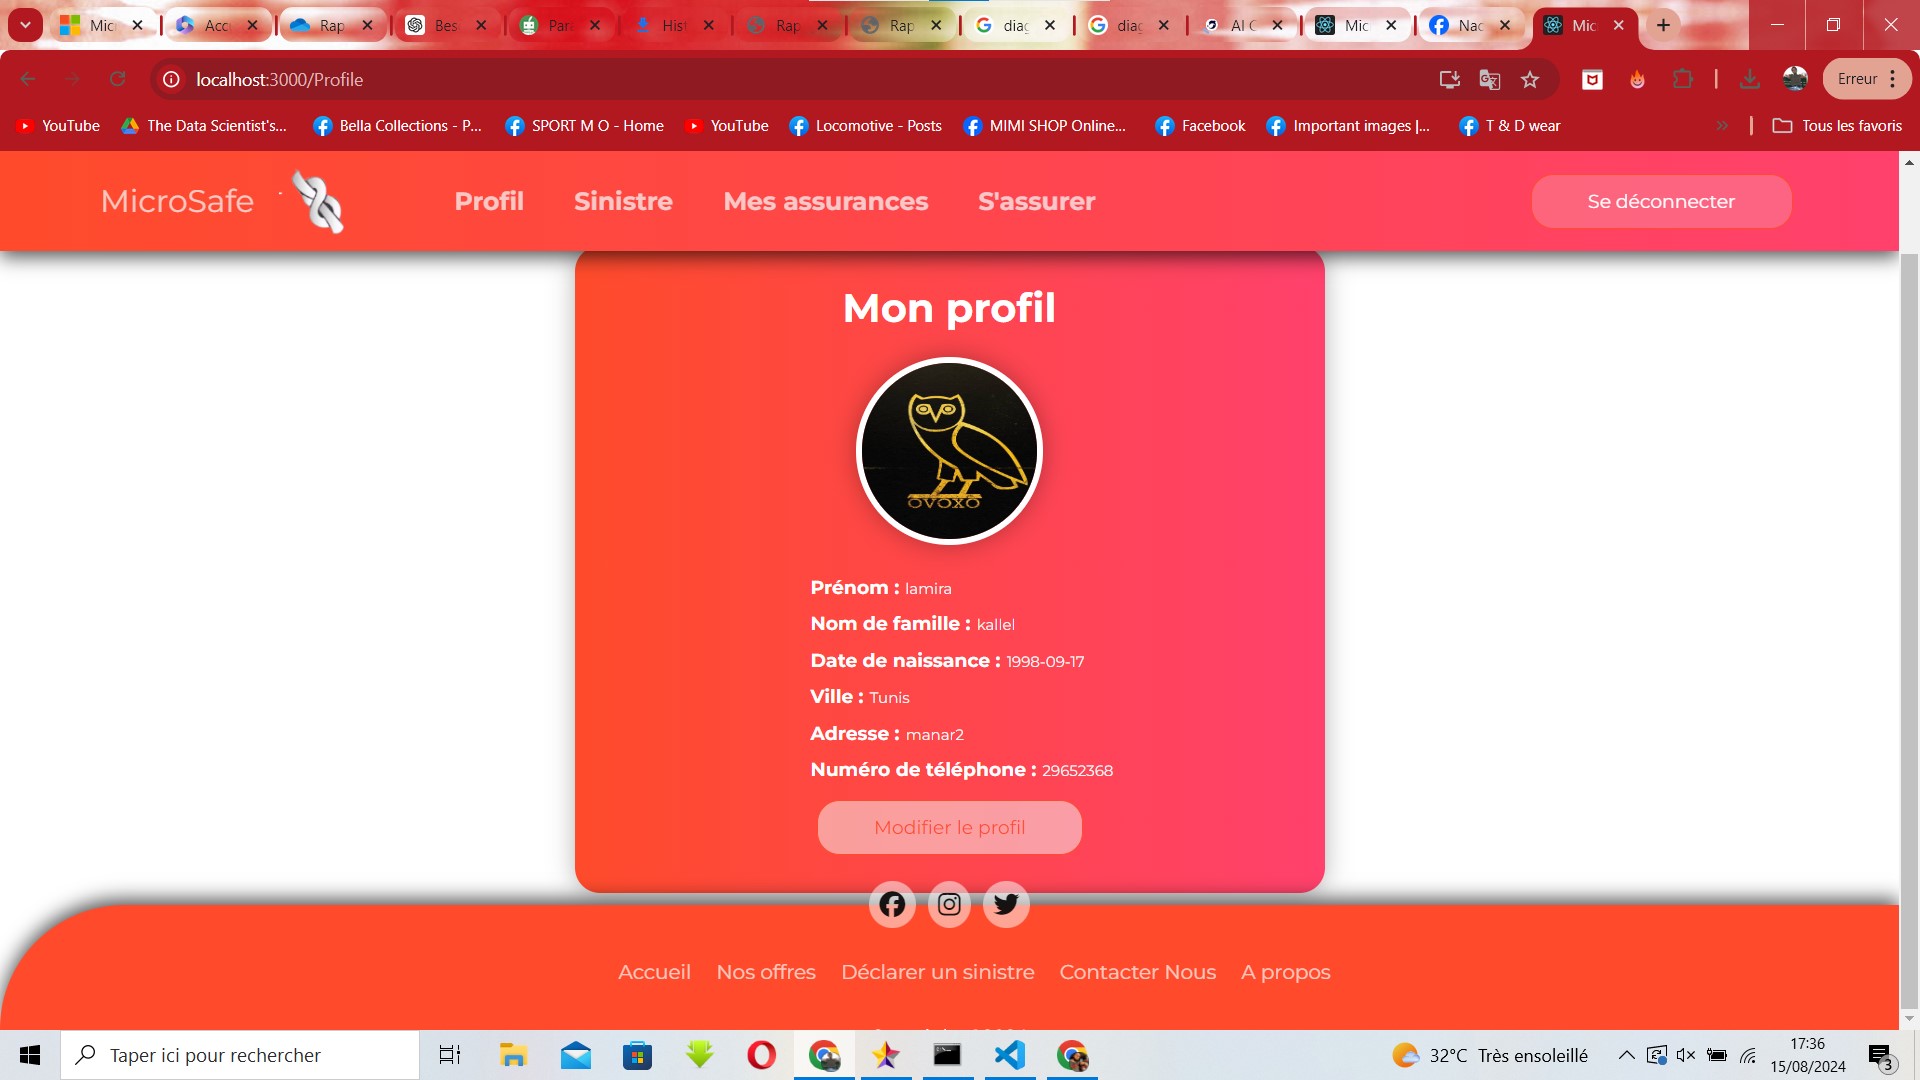 Mic
Acc
Rap
Bes
Para
Hist
Rap
Rap
diag
diag
AI C
Mic
Nac
Mic
localhost:3000/Profile
Erreur
YouTube
The Data Scientist's...
Bella Collections - P...
SPORT M O - Home
YouTube
Locomotive - Posts
MIMI SHOP Online...
Facebook
Important images |...
T & D wear
Tous les favoris
MicroSafe
Profil
Sinistre
Mes assurances
S'assurer
Se déconnecter
Mon profil
OVOXO
Prénom : lamira
Nom de famille : kallel
Date de naissance : 1998-09-17
Ville : Tunis
Adresse : manar2
Numéro de téléphone : 29652368
Modifier le profil
Accueil
Nos offres
Déclarer un sinistre
Contacter Nous
A propos
Taper ici pour rechercher
32°C Très ensoleillé
17:36
15/08/2024
3